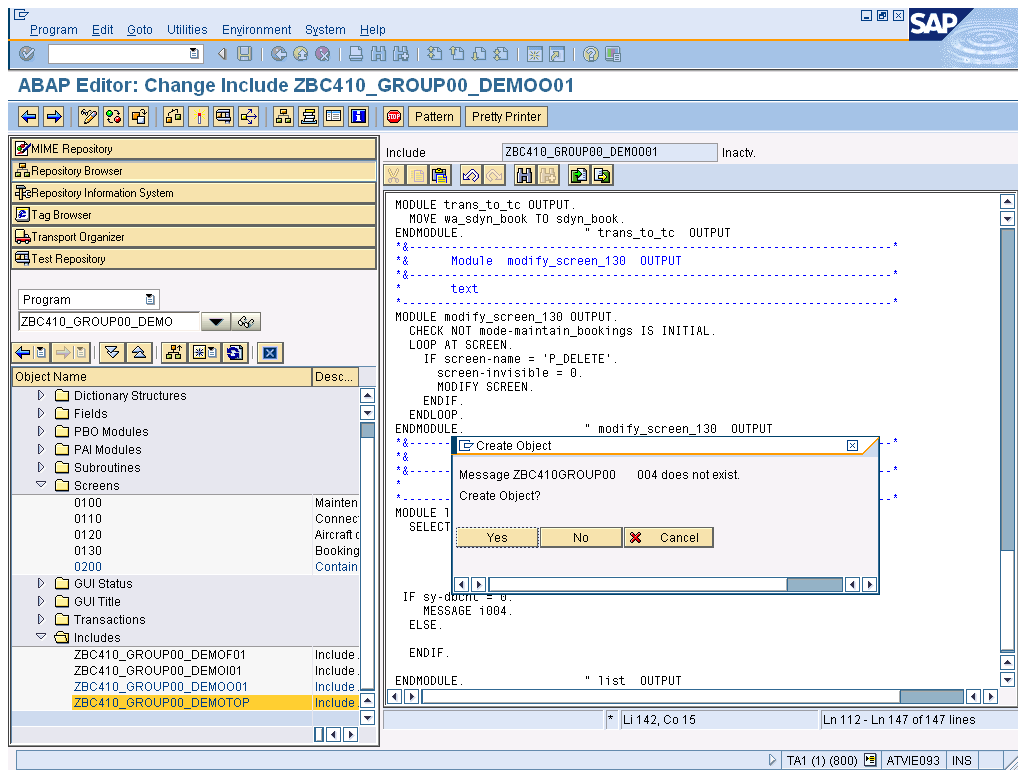 Program Edit Goto Utilities Environment System Help
SAP
ABAP Editor: Change Include ZBC410_GROUP00_DEMOO01
STOP Pattern Pretty Printer
MIME Repository
Repository Browser
Repository Information System
Tag Browser
Transport Organizer
Test Repository
Program
ZBC410_GROUP00_DEMO
Object Name Desc...
Dictionary Structures
Fields
PBO Modules
PAI Modules
Subroutines
Screens
0100 Mainten
0110 Connec
0120 Aircraft c
0130 Booking
0200 Contain
GUI Status
GUI Title
Transactions
Includes
ZBC410_GROUP00_DEMOF01 Include.
ZBC410_GROUP00_DEMOI01 Include.
ZBC410_GROUP00_DEMOO01 Include.
ZBC410_GROUP00_DEMOTOP Include.
Include ZBC410_GROUP00_DEMOO01 Inactv.
MODULE trans_to_tc OUTPUT.
MOVE wa_sdyn_book TO sdyn_book.
ENDMODULE. " trans_to_tc OUTPUT
*&---------------------------------------------------------------------*
*& Module modify_screen_130 OUTPUT
*&---------------------------------------------------------------------*
* text
*----------------------------------------------------------------------*
MODULE modify_screen_130 OUTPUT.
CHECK NOT mode-maintain_bookings IS INITIAL.
LOOP AT SCREEN.
IF screen-name = 'P_DELETE'.
screen-invisible = 0.
MODIFY SCREEN.
ENDIF.
ENDLOOP.
ENDMODULE. " modify_screen_130 OUTPUT
*&------
*&
*&------
*
*-------
MODULE
SELECT
Create Object
Message ZBC410GROUP00 004 does not exist.
Create Object?
Yes No Cancel
IF sy-dbcnt = 0.
MESSAGE i004.
ELSE.
ENDIF.
ENDMODULE. " list OUTPUT
* Li 142, Co 15 Ln 112 - Ln 147 of 147 lines
TA1 (1) (800) ATVIE093 INS